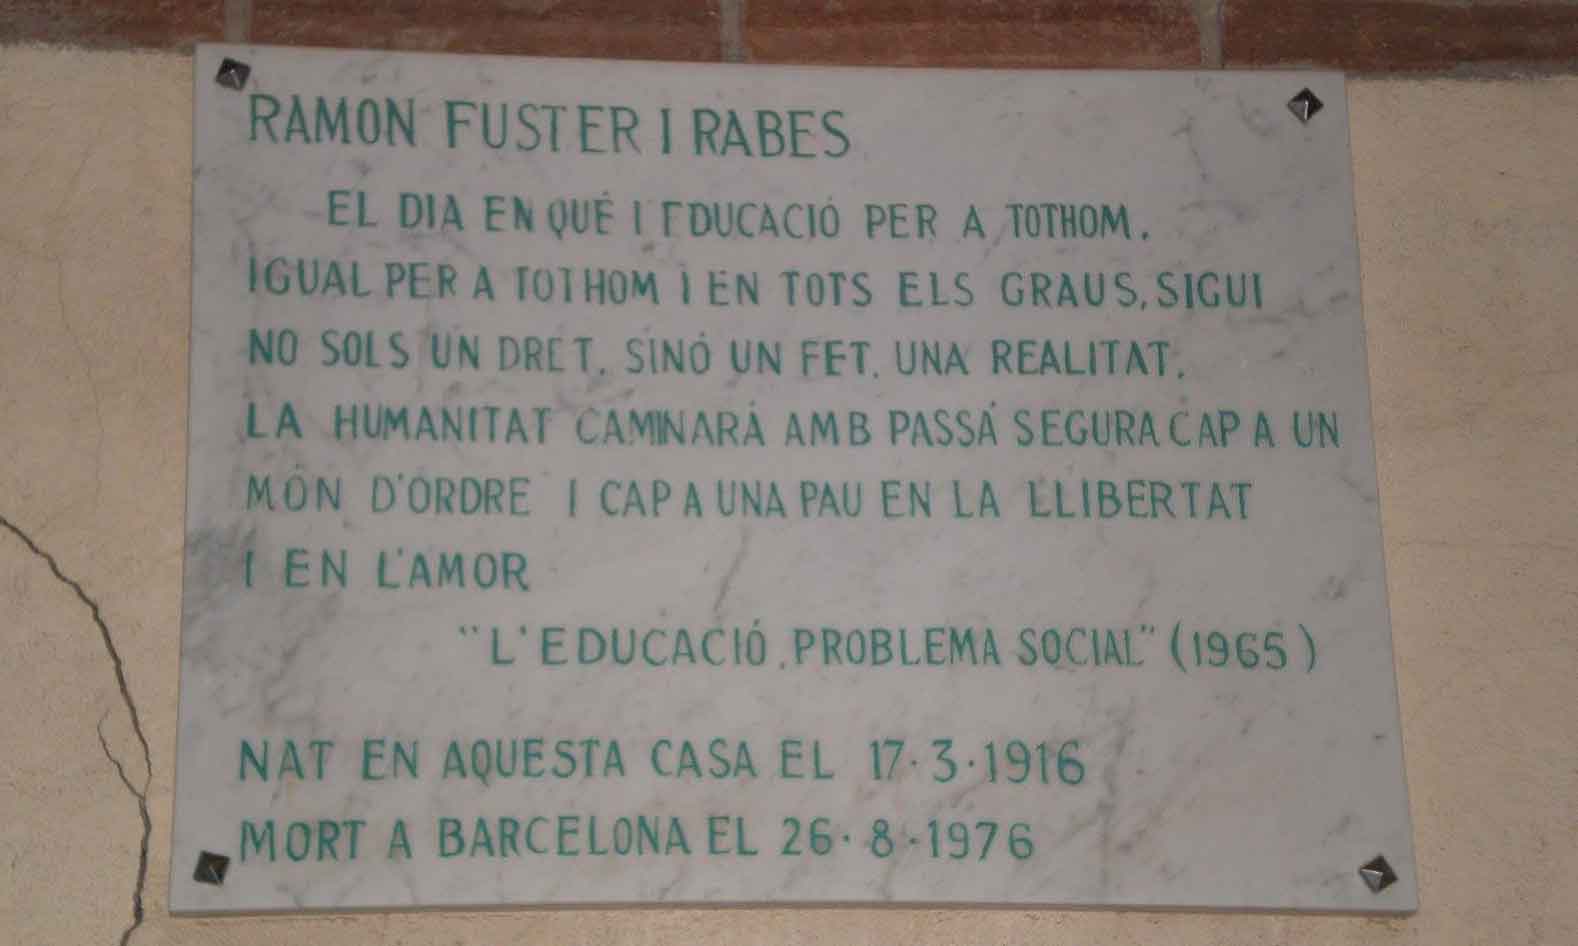 RAMON FUSTER I RABES
EL DIA EN QUÈ l'EDUCACIÓ PER A TOTHOM,
IGUAL PER A TOTHOM I EN TOTS ELS GRAUS, SIGUI
NO SOLS UN DRET, SINÓ UN FET, UNA REALITAT,
LA HUMANITAT CAMINARÀ AMB PASSA SEGURA CAP A UN
MÓN D'ORDRE I CAP A UNA PAU EN LA LLIBERTAT
I EN L'AMOR
"L'EDUCACIÓ, PROBLEMA SOCIAL" (1965)
NAT EN AQUESTA CASA EL 17·3·1916
MORT A BARCELONA EL 26·8·1976